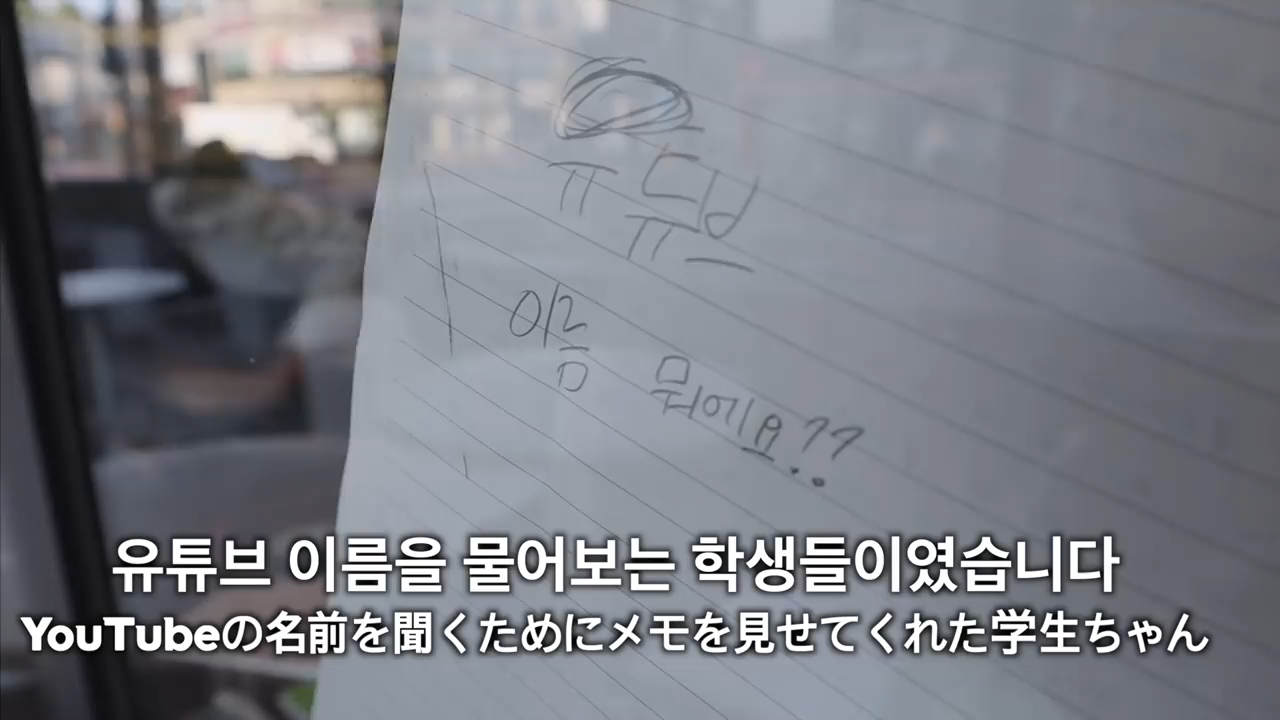 유튜브
이름 뭐에요??
유튜브 이름을 물어보는 학생들이였습니다
YouTubeの名前を聞くためにメモを見せてくれた学生ちゃん